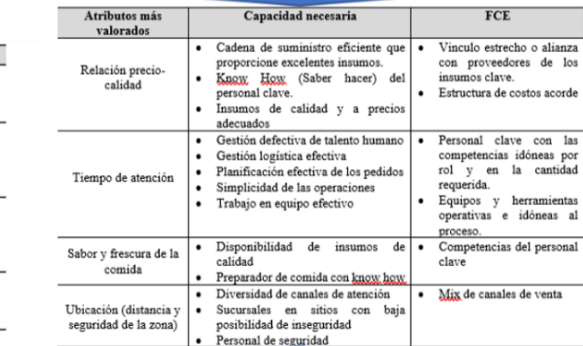 Atributos más valorados
Capacidad necesaria
FCE
Relación precio-
calidad
• Cadena de suministro eficiente que
proporcione excelentes insumos.
• Know How (Saber hacer) del
personal clave.
• Insumos de calidad y a precios
adecuados
• Vinculo estrecho o alianza
con proveedores de los
insumos clave.
• Estructura de costos acorde
Tiempo de atención
• Gestión defectiva de talento humano
• Gestión logística efectiva
• Planificación efectiva de los pedidos
• Simplicidad de las operaciones
• Trabajo en equipo efectivo
• Personal clave con las
competencias idóneas por
rol y en la cantidad
requerida.
• Equipos y herramientas
operativas e idóneas al
proceso.
Sabor y frescura de la
comida
• Disponibilidad de insumos de
calidad
• Preparador de comida con know how
• Competencias del personal
clave
Ubicación (distancia y
seguridad de la zona)
• Diversidad de canales de atención
• Sucursales en sitios con baja
posibilidad de inseguridad
• Personal de seguridad
• Mix de canales de venta